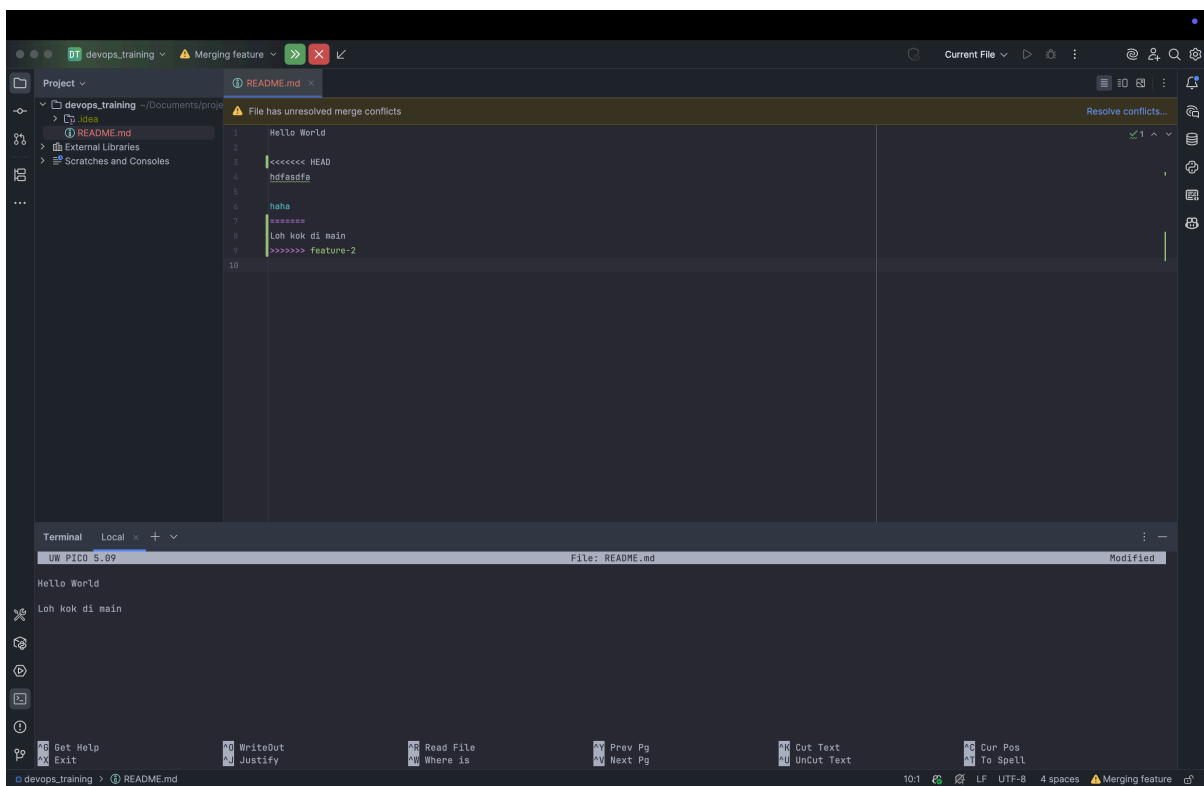 DT devops_training Merging feature Current File
Project README.md
File has unresolved merge conflicts Resolve conflicts...
devops_training ~/Documents/proje
.idea
README.md
External Libraries
Scratches and Consoles
1 Hello World
2
3 <<<<<<< HEAD
4 hdfasdfa
5
6 haha
7 =======
8 Loh kok di main
9 >>>>>>> feature-2
10
1
Terminal Local
UW PICO 5.09 File: README.md Modified
Hello World
Loh kok di main
^G Get Help ^O WriteOut ^R Read File ^Y Prev Pg ^K Cut Text ^C Cur Pos
^X Exit ^J Justify ^W Where is ^V Next Pg ^U UnCut Text ^T To Spell
devops_training > README.md 10:1 LF UTF-8 4 spaces Merging feature